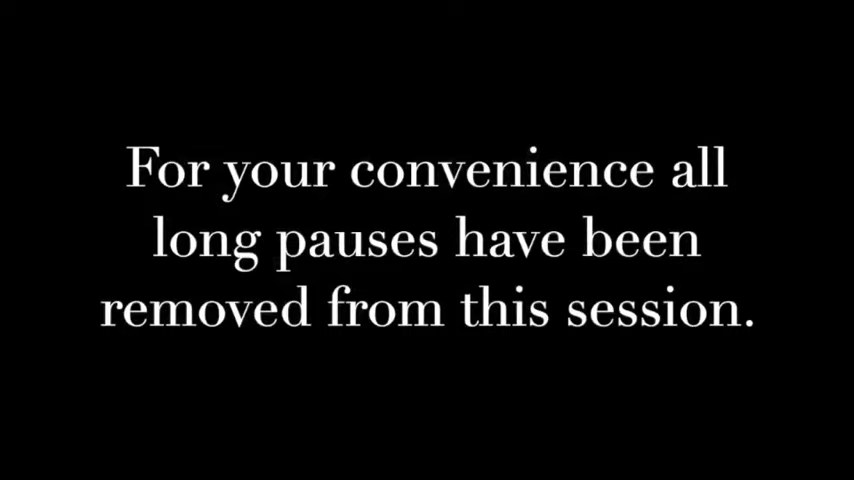 For your convenience all
long pauses have been
removed from this session.